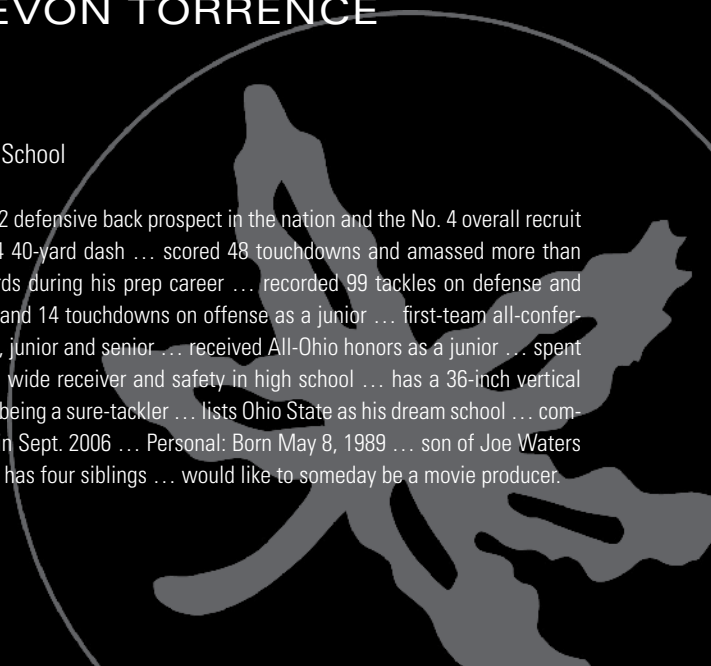 EVON TORRENCE
School
2 defensive back prospect in the nation and the No. 4 overall recruit
4 40-yard dash … scored 48 touchdowns and amassed more than
rds during his prep career … recorded 99 tackles on defense and
and 14 touchdowns on offense as a junior … first-team all-confer-
, junior and senior … received All-Ohio honors as a junior … spent
wide receiver and safety in high school … has a 36-inch vertical
being a sure-tackler … lists Ohio State as his dream school … com-
n Sept. 2006 … Personal: Born May 8, 1989 … son of Joe Waters
has four siblings … would like to someday be a movie producer.